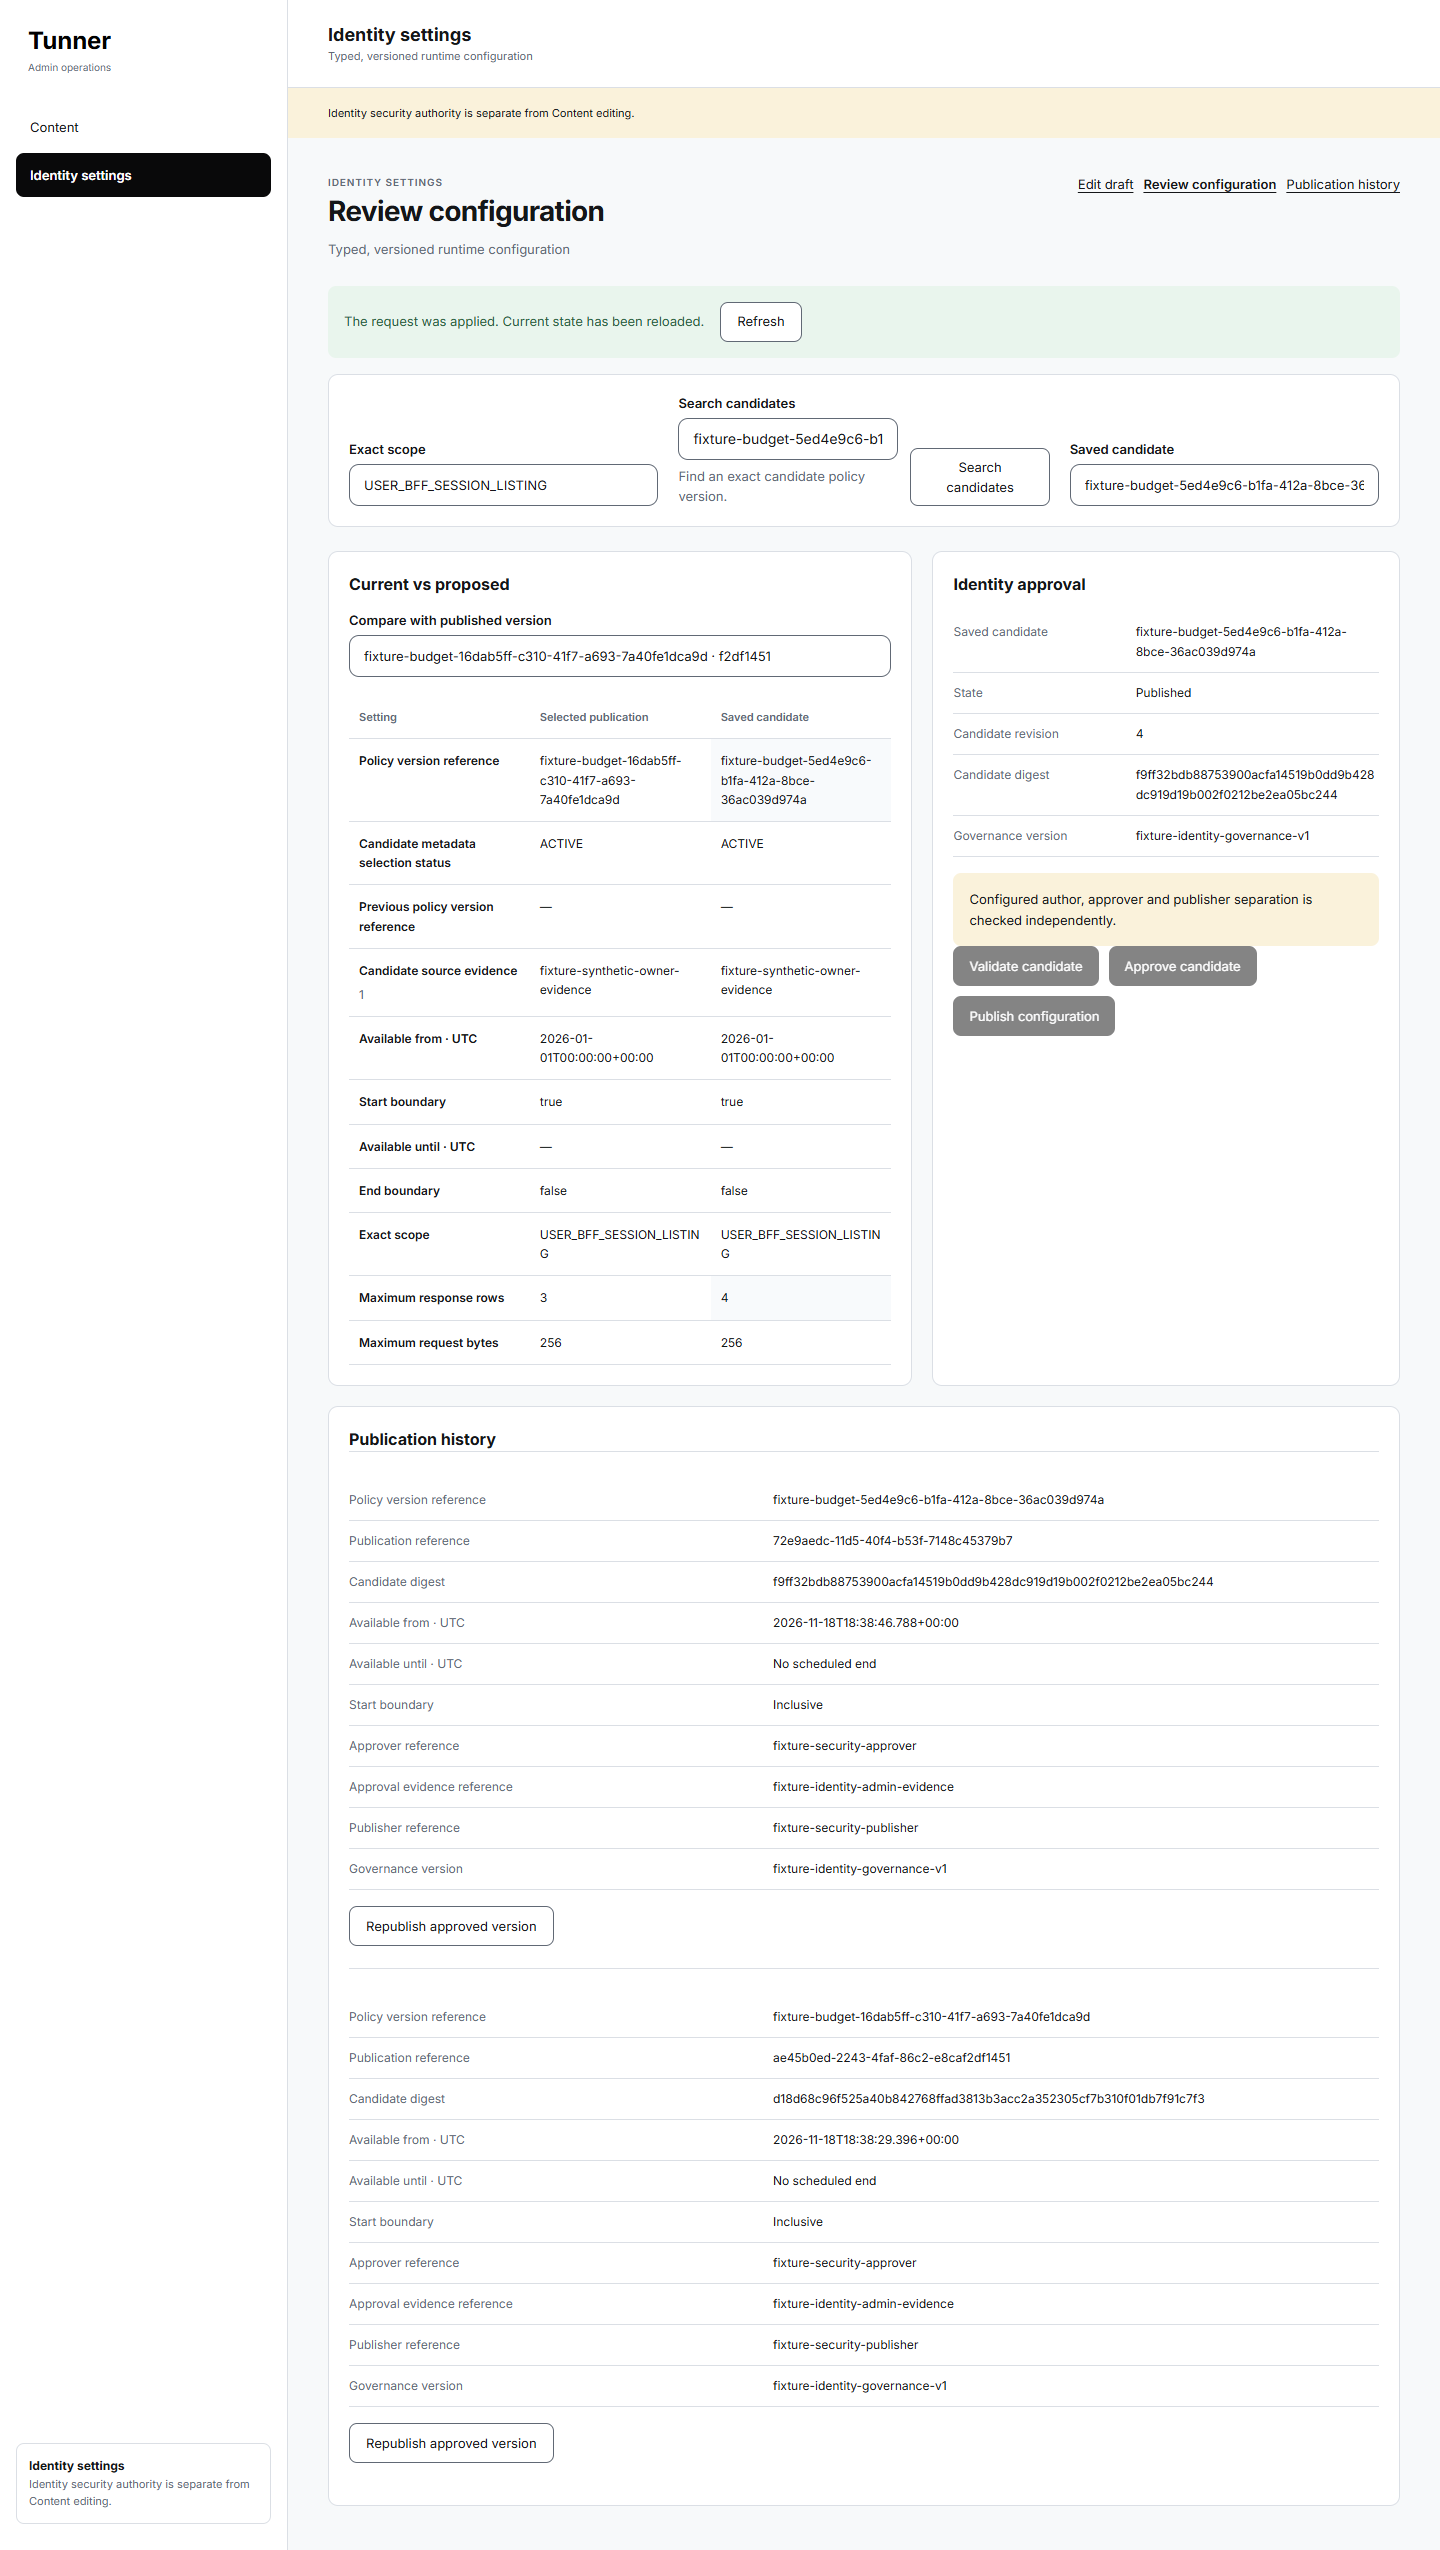 Tunner
Admin operations
Content
Identity settings
Identity settings
Typed, versioned runtime configuration
Identity security authority is separate from Content editing.
IDENTITY SETTINGS
Review configuration
Typed, versioned runtime configuration
Edit draft Review configuration Publication history
The request was applied. Current state has been reloaded. Refresh
Exact scope
USER_BFF_SESSION_LISTING
Search candidates
fixture-budget-5ed4e9c6-b1
Find an exact candidate policy
version.
Search
candidates
Saved candidate
fixture-budget-5ed4e9c6-b1fa-412a-8bce-36
Current vs proposed
Compare with published version
fixture-budget-16dab5ff-c310-41f7-a693-7a40fe1dca9d · f2df1451
Setting Selected publication Saved candidate
Policy version reference fixture-budget-16dab5ff- fixture-budget-5ed4e9c6-
c310-41f7-a693- b1fa-412a-8bce-
7a40fe1dca9d 36ac039d974a
Candidate metadata ACTIVE ACTIVE
selection status
Previous policy version — —
reference
Candidate source evidence fixture-synthetic-owner- fixture-synthetic-owner-
1 evidence evidence
Available from · UTC 2026-01- 2026-01-
01T00:00:00+00:00 01T00:00:00+00:00
Start boundary true true
Available until · UTC — —
End boundary false false
Exact scope USER_BFF_SESSION_LISTIN USER_BFF_SESSION_LISTIN
G G
Maximum response rows 3 4
Maximum request bytes 256 256
Identity approval
Saved candidate fixture-budget-5ed4e9c6-b1fa-412a-
8bce-36ac039d974a
State Published
Candidate revision 4
Candidate digest f9ff32bdb88753900acfa14519b0dd9b428
dc919d19b002f0212be2ea05bc244
Governance version fixture-identity-governance-v1
Configured author, approver and publisher separation is
checked independently.
Validate candidate Approve candidate
Publish configuration
Publication history
Policy version reference fixture-budget-5ed4e9c6-b1fa-412a-8bce-36ac039d974a
Publication reference 72e9aedc-11d5-40f4-b53f-7148c45379b7
Candidate digest f9ff32bdb88753900acfa14519b0dd9b428dc919d19b002f0212be2ea05bc244
Available from · UTC 2026-11-18T18:38:46.788+00:00
Available until · UTC No scheduled end
Start boundary Inclusive
Approver reference fixture-security-approver
Approval evidence reference fixture-identity-admin-evidence
Publisher reference fixture-security-publisher
Governance version fixture-identity-governance-v1
Republish approved version
Policy version reference fixture-budget-16dab5ff-c310-41f7-a693-7a40fe1dca9d
Publication reference ae45b0ed-2243-4faf-86c2-e8caf2df1451
Candidate digest d18d68c96f525a40b842768ffad3813b3acc2a352305cf7b310f01db7f91c7f3
Available from · UTC 2026-11-18T18:38:29.396+00:00
Available until · UTC No scheduled end
Start boundary Inclusive
Approver reference fixture-security-approver
Approval evidence reference fixture-identity-admin-evidence
Publisher reference fixture-security-publisher
Governance version fixture-identity-governance-v1
Republish approved version
Identity settings
Identity security authority is separate from
Content editing.